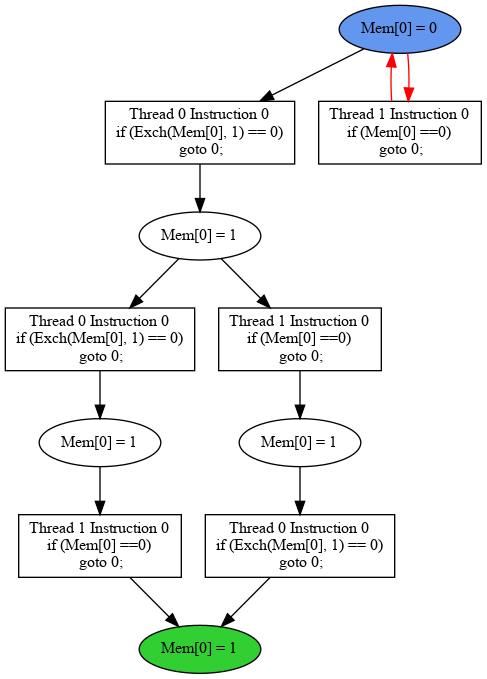 Mem[0] = 0
Thread 0 Instruction 0
if (Exch(Mem[0], 1) == 0)
goto 0;
Thread 1 Instruction 0
if (Mem[0] ==0)
goto 0;
Mem[0] = 1
Thread 0 Instruction 0
if (Exch(Mem[0], 1) == 0)
goto 0;
Thread 1 Instruction 0
if (Mem[0] ==0)
goto 0;
Mem[0] = 1
Mem[0] = 1
Thread 1 Instruction 0
if (Mem[0] ==0)
goto 0;
Thread 0 Instruction 0
if (Exch(Mem[0], 1) == 0)
goto 0;
Mem[0] = 1